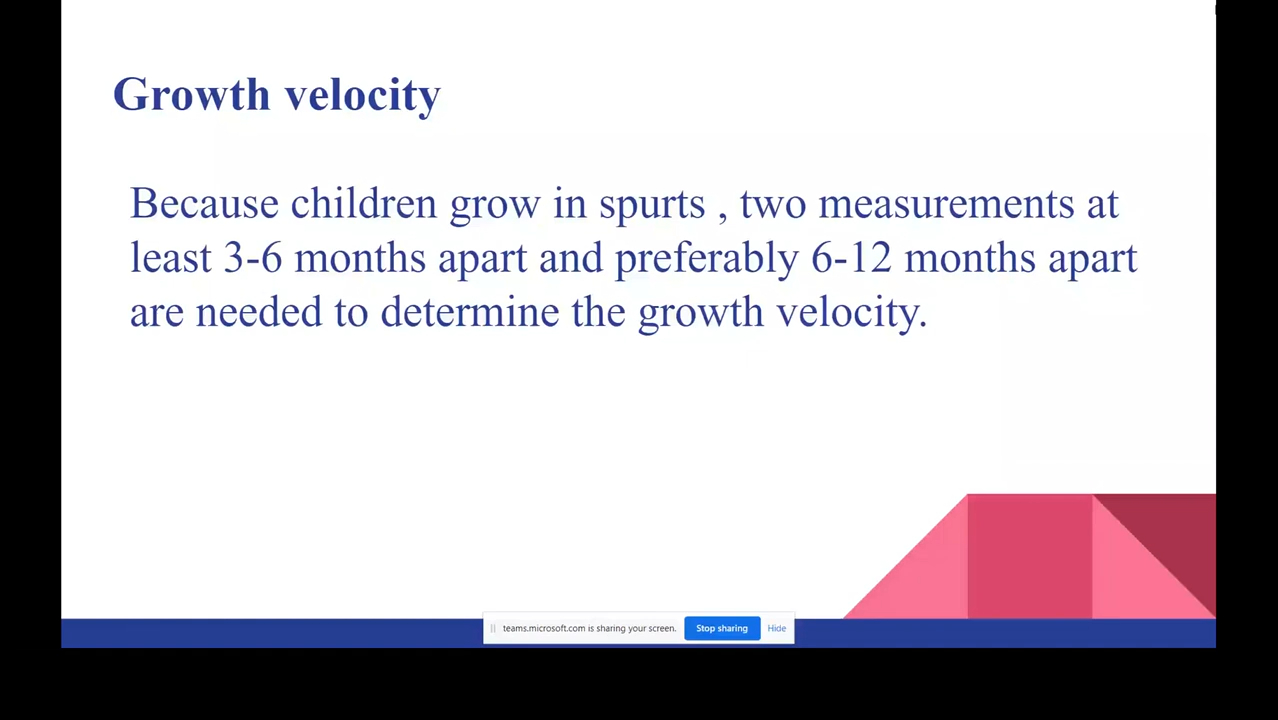 Growth velocity
Because children grow in spurts , two measurements at
least 3-6 months apart and preferably 6-12 months apart
are needed to determine the growth velocity.
teams.microsoft.com is sharing your screen. Stop sharing Hide